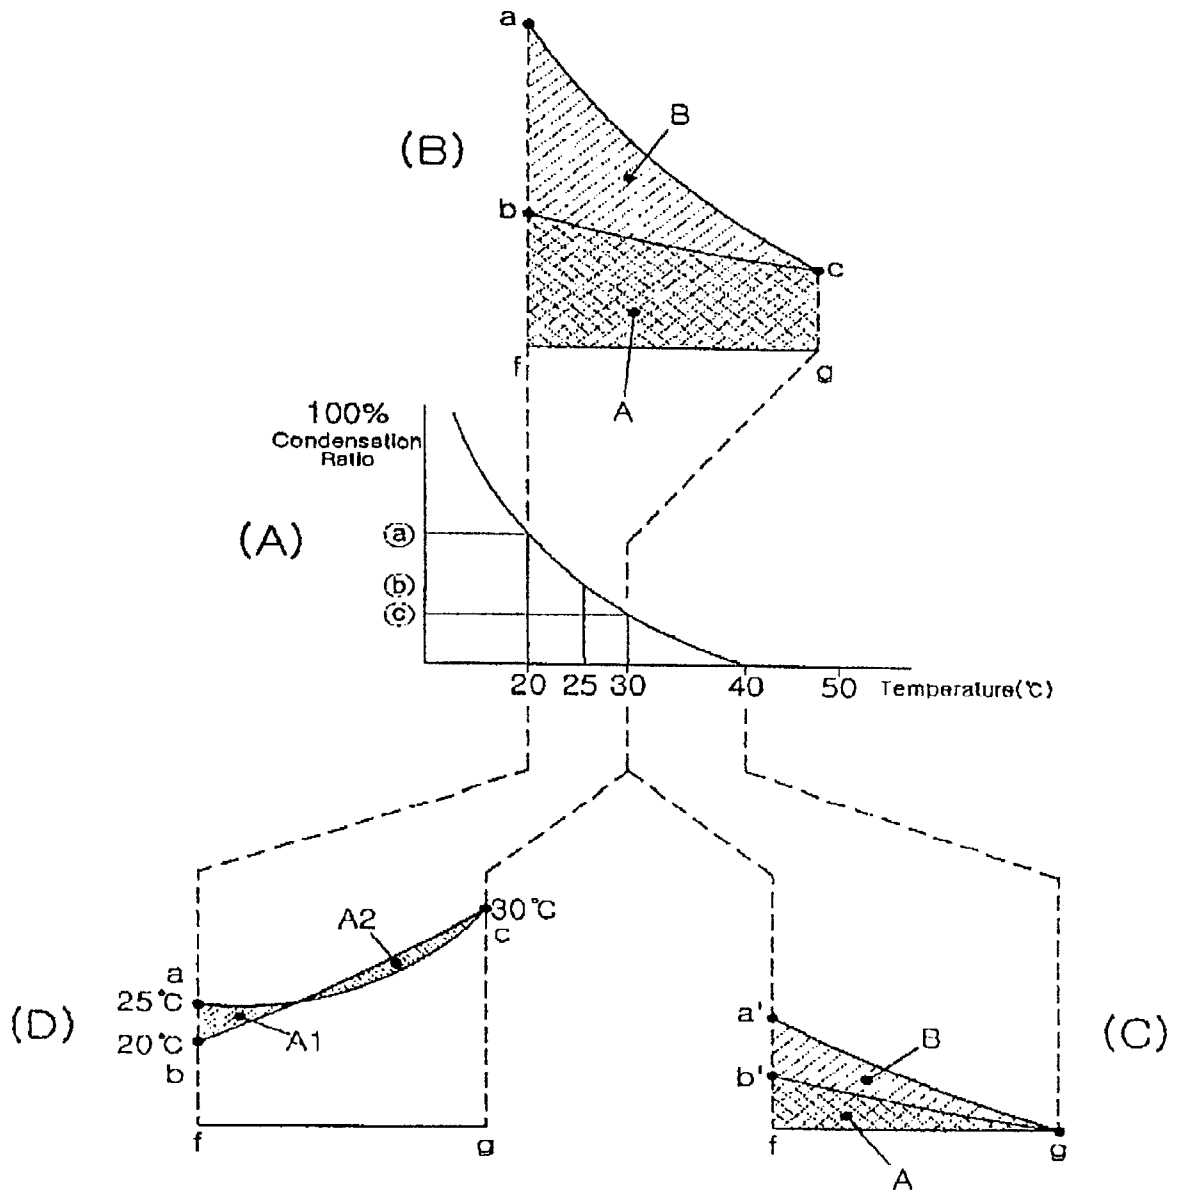 a
B
(B)
b
c
f
g
A
100%
Condensation
Ratio
(A)
ⓐ
ⓑ
ⓒ
20 25 30 40 50 Temperature(℃)
A2
30℃
c
a
25℃
(D)
20℃
A1
b
f
g
a'
B
(C)
b'
f
g
A